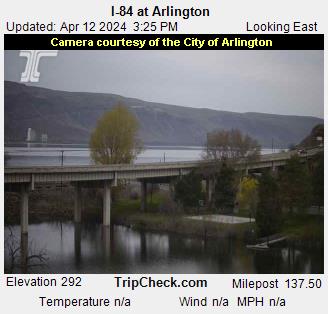 I-84 at Arlington
Updated: Apr 12 2024 3:25 PM Looking East
Camera courtesy of the City of Arlington
Elevation 292 TripCheck.com Milepost 137.50
Temperature n/a Wind n/a MPH n/a